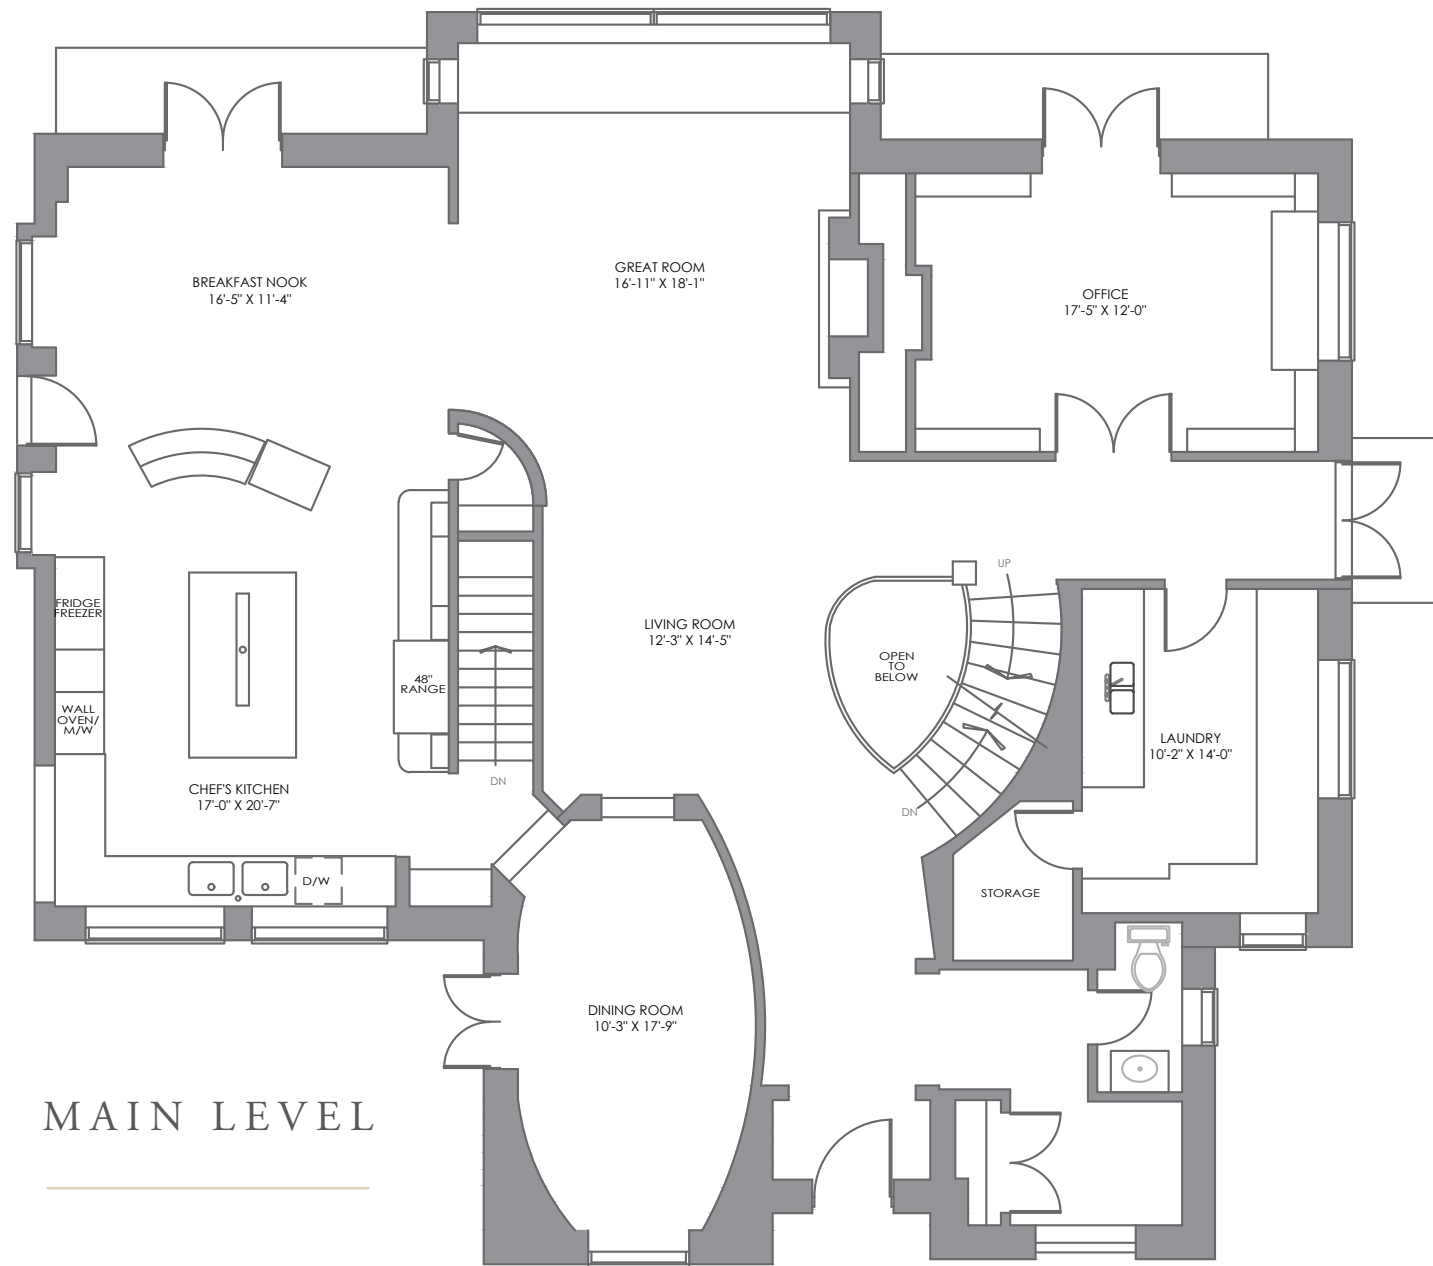 BREAKFAST NOOK
16'-5" X 11'-4"
GREAT ROOM
16'-11" X 18'-1"
OFFICE
17'-5" X 12'-0"
FRIDGE
FREEZER
WALL
OVEN/
M/W
48"
RANGE
DN
CHEF'S KITCHEN
17'-0" X 20'-7"
D/W
LIVING ROOM
12'-3" X 14'-5"
OPEN
TO
BELOW
UP
DN
LAUNDRY
10'-2" X 14'-0"
STORAGE
DINING ROOM
10'-3" X 17'-9"
MAIN LEVEL